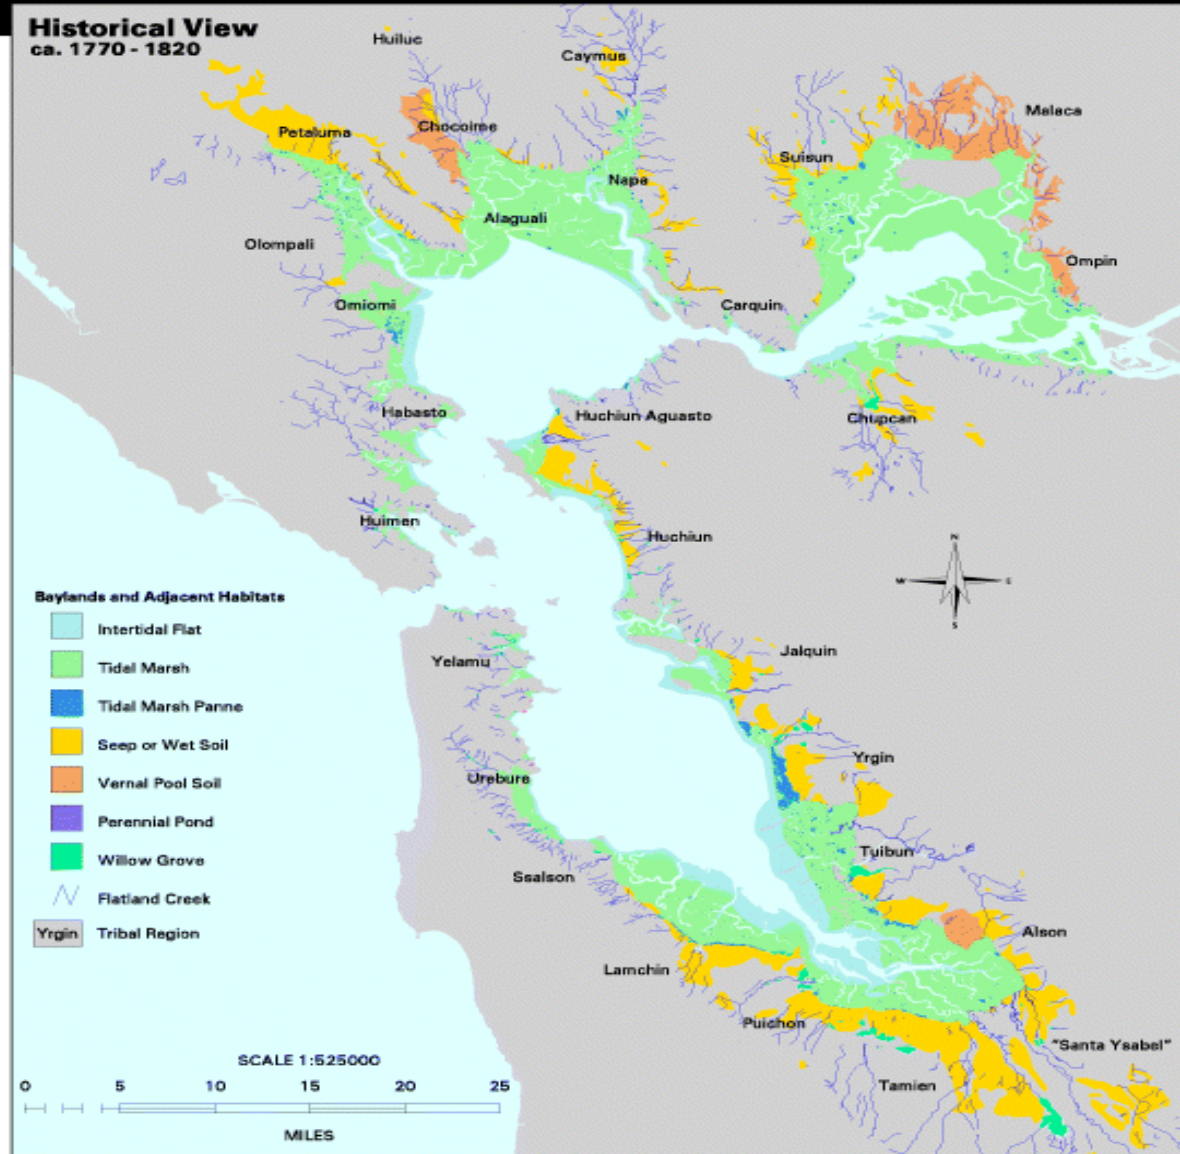 Historical View
ca. 1770 - 1820
Huiluc
Caymus
Malaca
Petaluma
Chocoime
Suisun
Napa
Alaguali
Olompali
Ompin
Omiomi
Carquin
Habasto
Huchiun Aguasto
Chupcan
Huimen
Huchiun
N
W
E
S
Baylands and Adjacent Habitats
Intertidal Flat
Tidal Marsh
Tidal Marsh Panne
Seep or Wet Soil
Vernal Pool Soil
Perennial Pond
Willow Grove
Flatland Creek
Yrgin Tribal Region
Jalquin
Yelamu
Yrgin
Urebure
Tuibun
Ssalson
Alson
Lamchin
Puichon
"Santa Ysabel"
Tamien
SCALE 1:525000
0 5 10 15 20 25
MILES